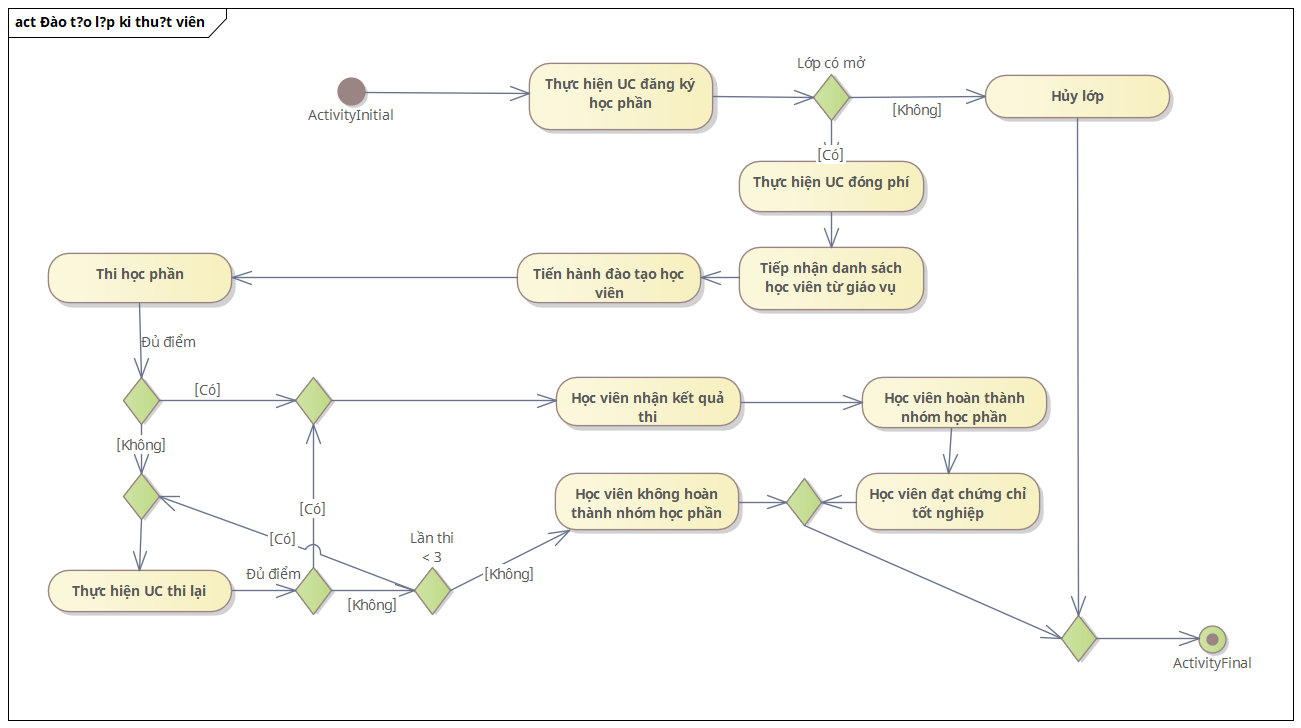 act Đào t?o l?p kì thu?t viên
Lớp có mở
Thực hiện UC đăng ký
học phần
Hủy lớp
ActivityInitial
[Không]
[Có]
Thực hiện UC đóng phí
Thi học phần
Tiến hành đào tạo học
viên
Tiếp nhận danh sách
học viên từ giáo vụ
Đủ điểm
[Có]
Học viên nhận kết quả
thi
Học viên hoàn thành
nhóm học phần
[Không]
Học viên không hoàn
thành nhóm học phần
Học viên đạt chứng chỉ
tốt nghiệp
[Có]
[Có]
Lần thi
< 3
Đủ điểm
[Không]
Thực hiện UC thi lại
[Không]
ActivityFinal